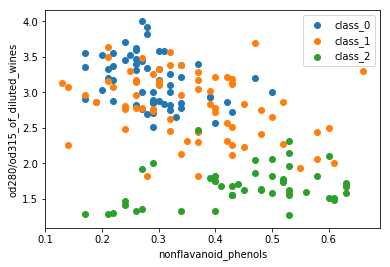 4.0
3.5
3.0
2.5
2.0
1.5
od280/od315_of_diluted_wines
class_0
class_1
class_2
0.1 0.2 0.3 0.4 0.5 0.6
nonflavanoid_phenols